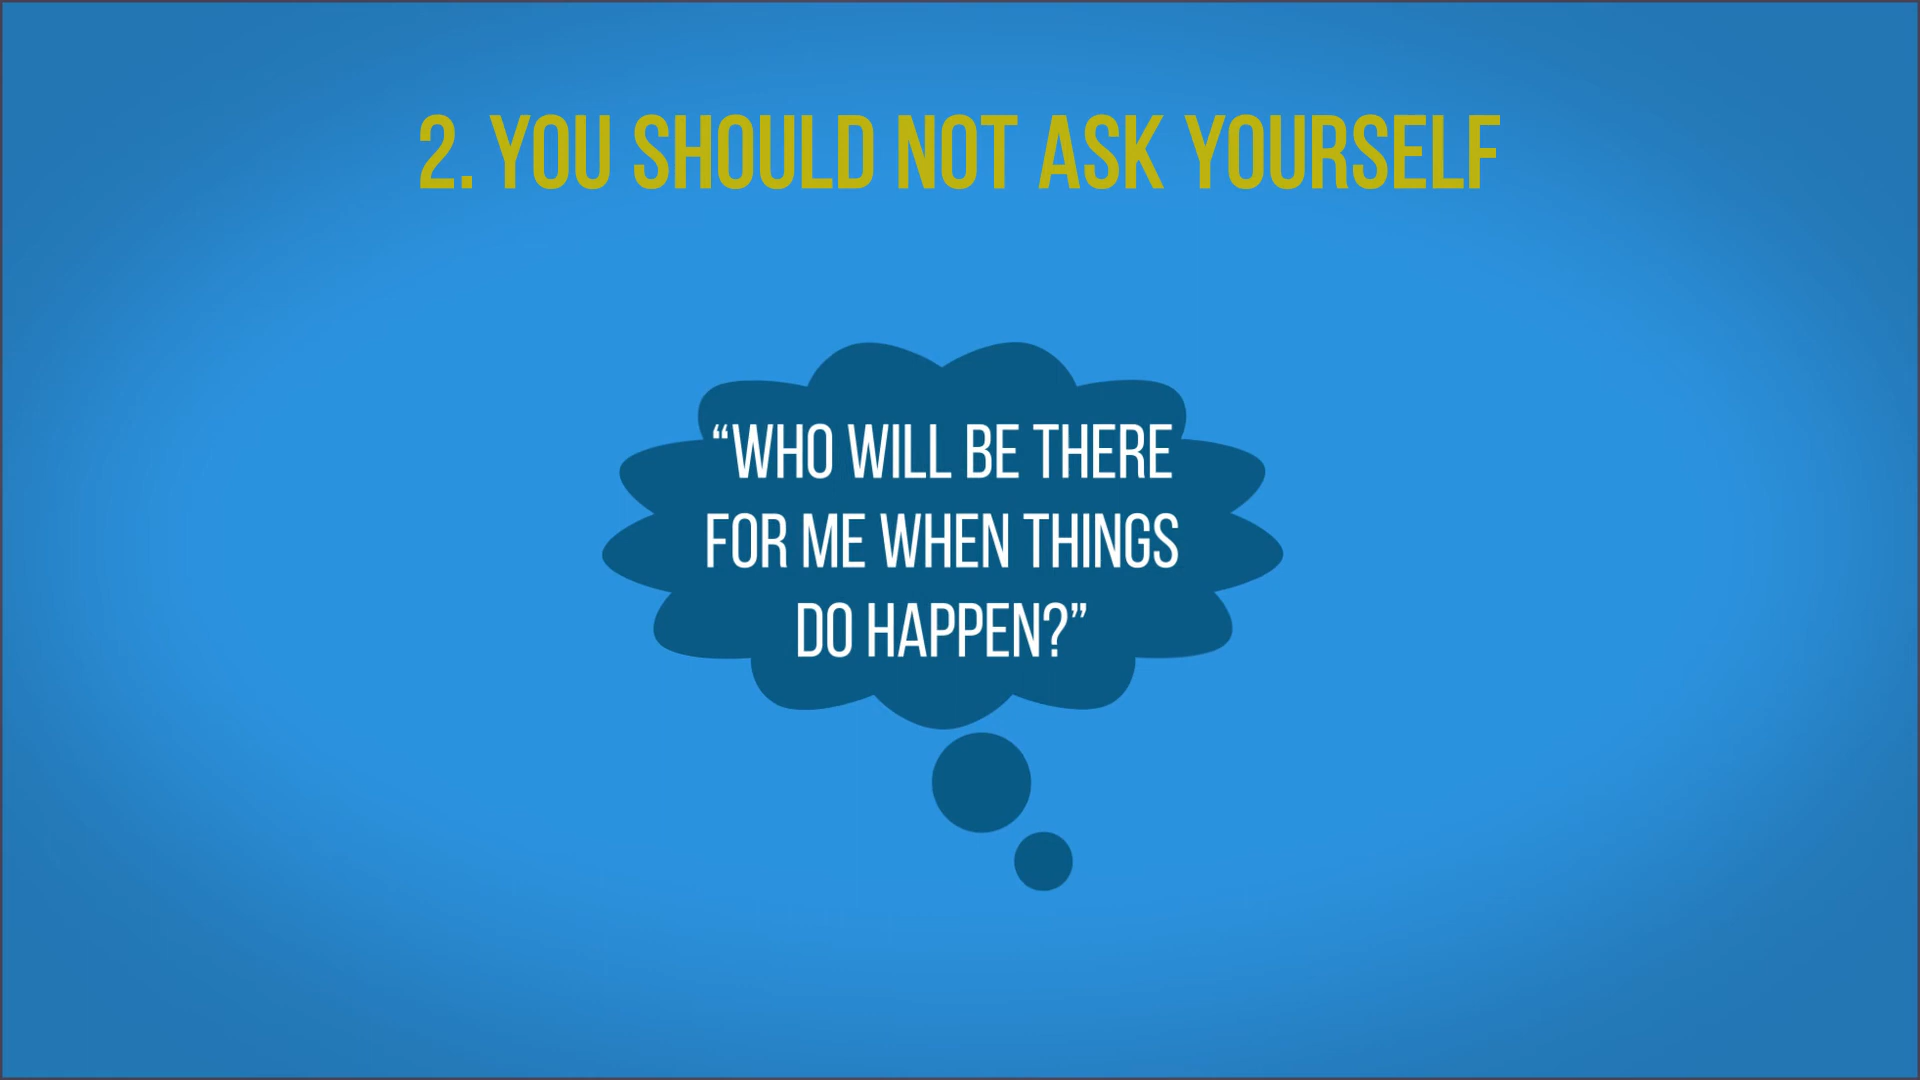 2. YOU SHOULD NOT ASK YOURSELF
“WHO WILL BE THERE
FOR ME WHEN THINGS
DO HAPPEN?”